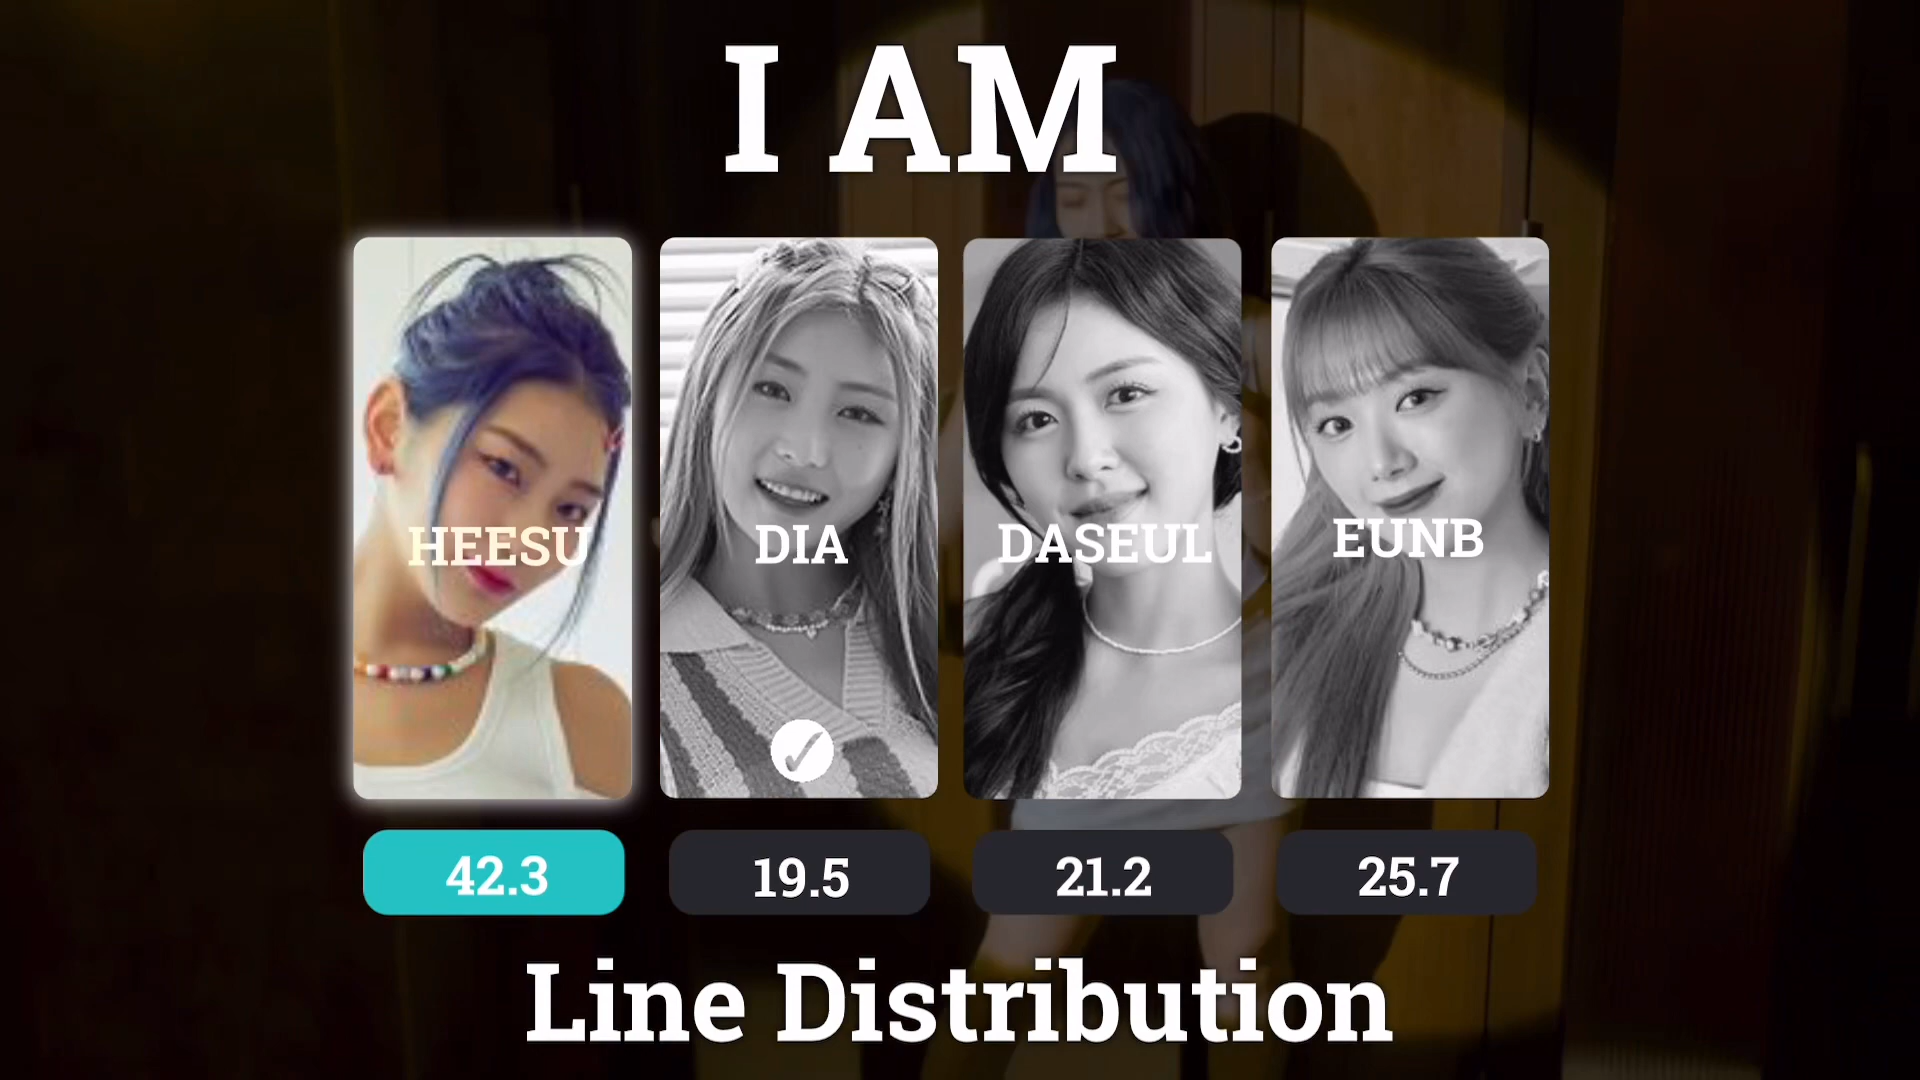 I AM
HEESU
DIA
DASEUL
EUNB
42.3
19.5
21.2
25.7
Line Distribution